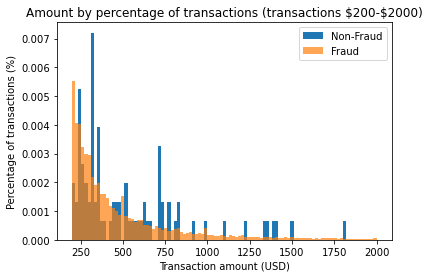 Amount by percentage of transactions (transactions $200-$2000)
Non-Fraud
Fraud
Percentage of transactions (%)
0.007
0.006
0.005
0.004
0.003
0.002
0.001
0.000
250 500 750 1000 1250 1500 1750 2000
Transaction amount (USD)